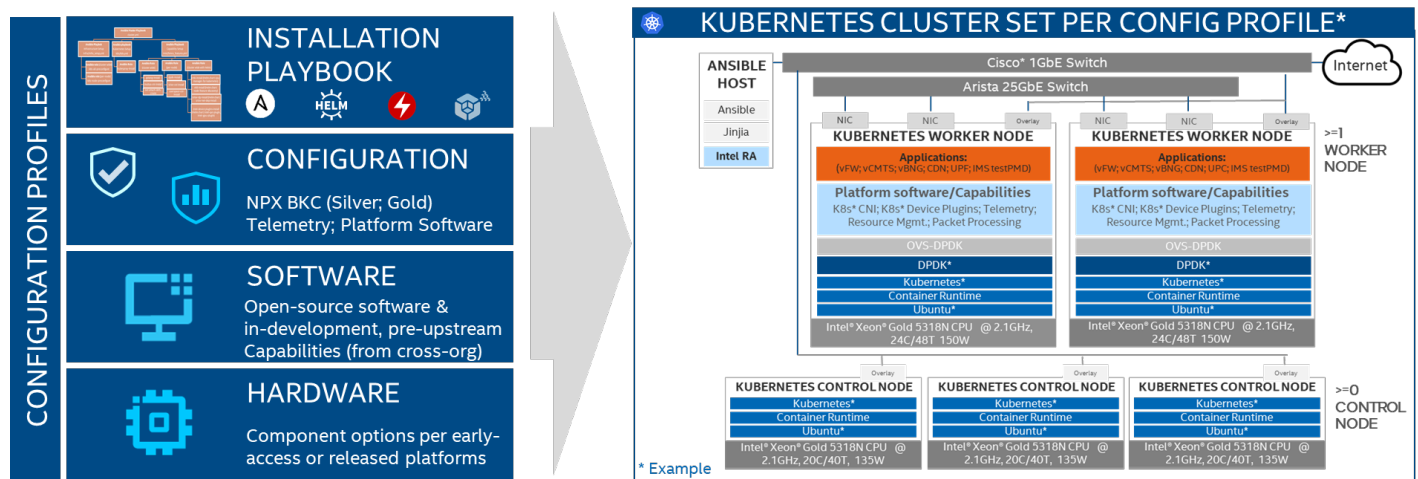 CONFIGURATION PROFILES
INSTALLATION
PLAYBOOK
A
HELM
CONFIGURATION
NPX BKC (Silver; Gold)
Telemetry; Platform Software
SOFTWARE
Open-source software &
in-development, pre-upstream
Capabilities (from cross-org)
HARDWARE
Component options per early-
access or released platforms
KUBERNETES CLUSTER SET PER CONFIG PROFILE*
ANSIBLE
HOST
Ansible
Jinjia
Intel RA
Cisco* 1GbE Switch
Arista 25GbE Switch
Internet
NIC
NIC
Overlay
KUBERNETES WORKER NODE
Applications:
(vFW; vCMTS; vBNG; CDN; UPF; IMS testPMD)
Platform software/Capabilities
K8s* CNI; K8s* Device Plugins; Telemetry;
Resource Mgmt.; Packet Processing
OVS-DPDK
DPDK*
Kubernetes*
Container Runtime
Ubuntu*
Intel® Xeon® Gold 5318N CPU @ 2.1GHz,
24C/48T 150W
NIC
NIC
Overlay
KUBERNETES WORKER NODE
Applications:
(vFW; vCMTS; vBNG; CDN; UPC; IMS testPMD)
Platform software/Capabilities
K8s* CNI; K8s* Device Plugins; Telemetry;
Resource Mgmt.; Packet Processing
OVS-DPDK
DPDK*
Kubernetes*
Container Runtime
Ubuntu*
Intel® Xeon® Gold 5318N CPU @ 2.1GHz,
24C/48T 150W
>=1
WORKER
NODE
Overlay
KUBERNETES CONTROL NODE
Kubernetes*
Container Runtime
Ubuntu*
Intel® Xeon® Gold 5318N CPU @
2.1GHz, 20C/40T, 135W
Overlay
KUBERNETES CONTROL NODE
Kubernetes*
Container Runtime
Ubuntu*
Intel® Xeon® Gold 5318N CPU @
2.1GHz, 20C/40T, 135W
Overlay
KUBERNETES CONTROL NODE
Kubernetes*
Container Runtime
Ubuntu*
Intel® Xeon® Gold 5318N CPU @
2.1GHz, 20C/40T, 135W
>=0
CONTROL
NODE
* Example